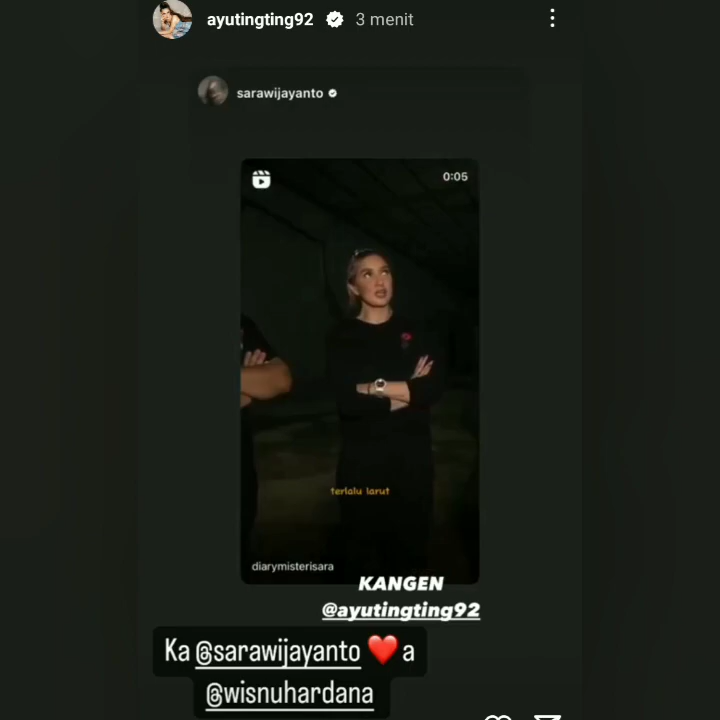 ayutingting92 3 menit
sarawijayanto
0:05
terlalu larut
diarymisterisara
KANGEN
@ayutingting92
Ka @sarawijayanto ❤️ a
@wisnuhardana